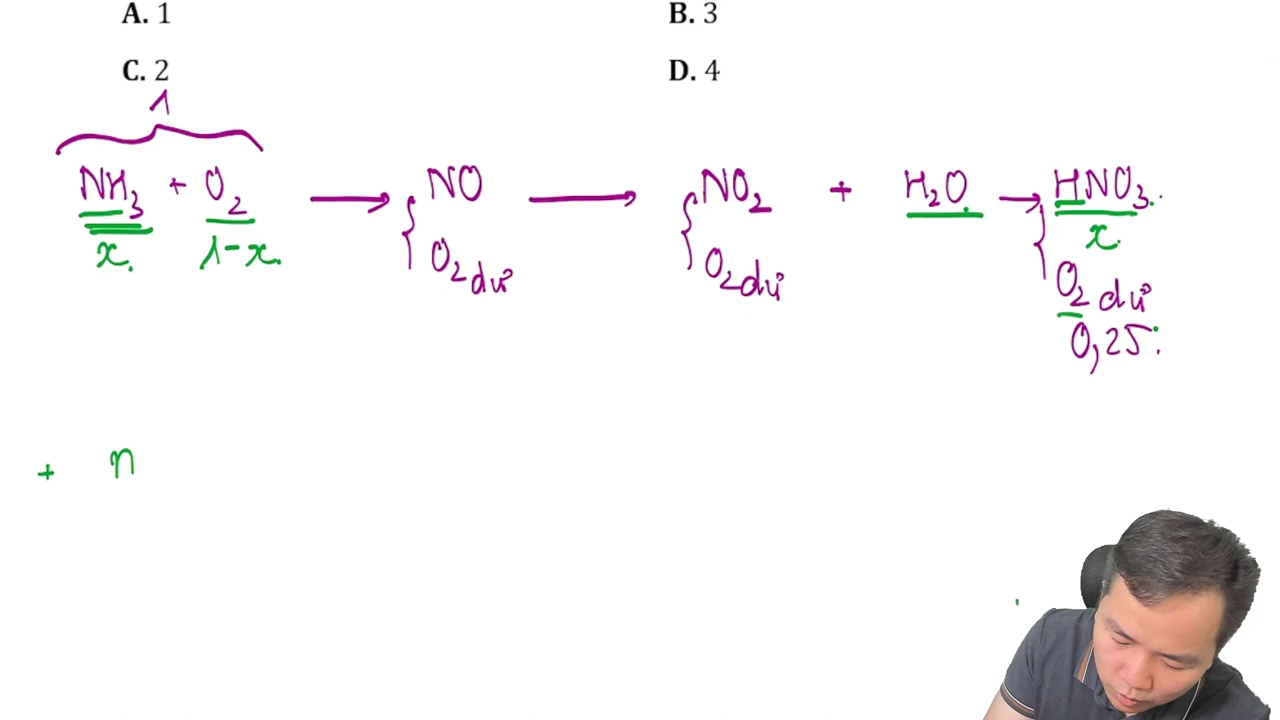 A. 1 B. 3
C. 2 D. 4
1
NH₃ + O₂ → NO → NO₂ + H₂O → HNO₃
x. 1-x. O₂ dư O₂ dư x.
O₂ dư
0,25
+ n